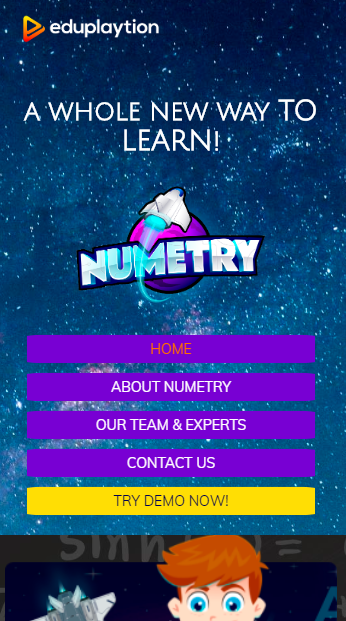 eduplaytion
A WHOLE NEW WAY TO
LEARN!
NUMETRY
HOME
ABOUT NUMETRY
OUR TEAM & EXPERTS
CONTACT US
TRY DEMO NOW!